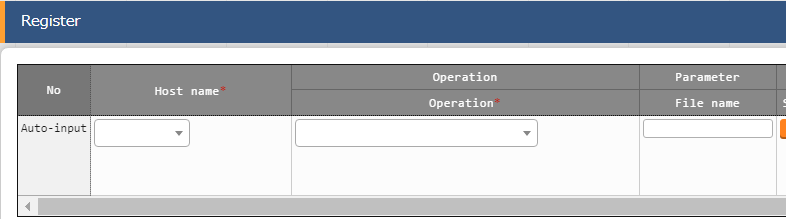 Register
No
Host name*
Operation
Operation*
Parameter
File name
Auto-input